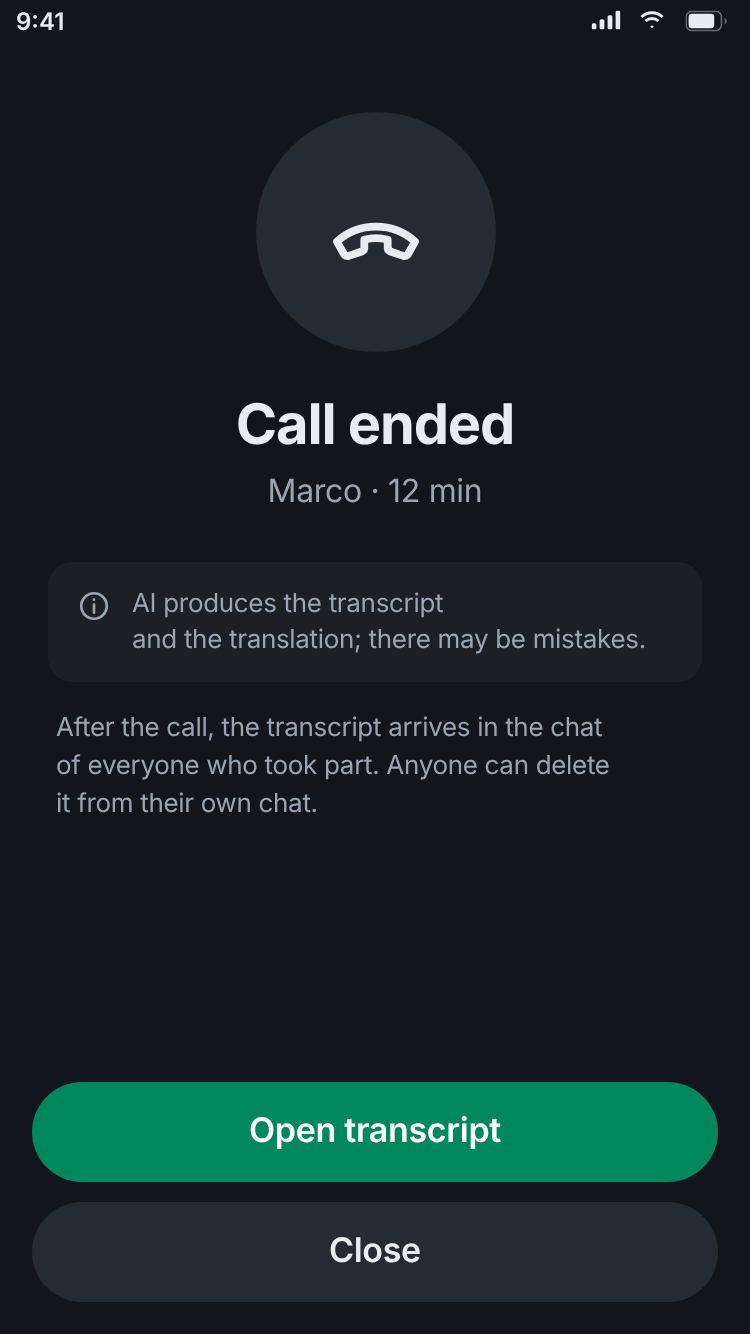 9:41
Call ended
Marco · 12 min
AI produces the transcript
and the translation; there may be mistakes.
After the call, the transcript arrives in the chat
of everyone who took part. Anyone can delete
it from their own chat.
Open transcript
Close